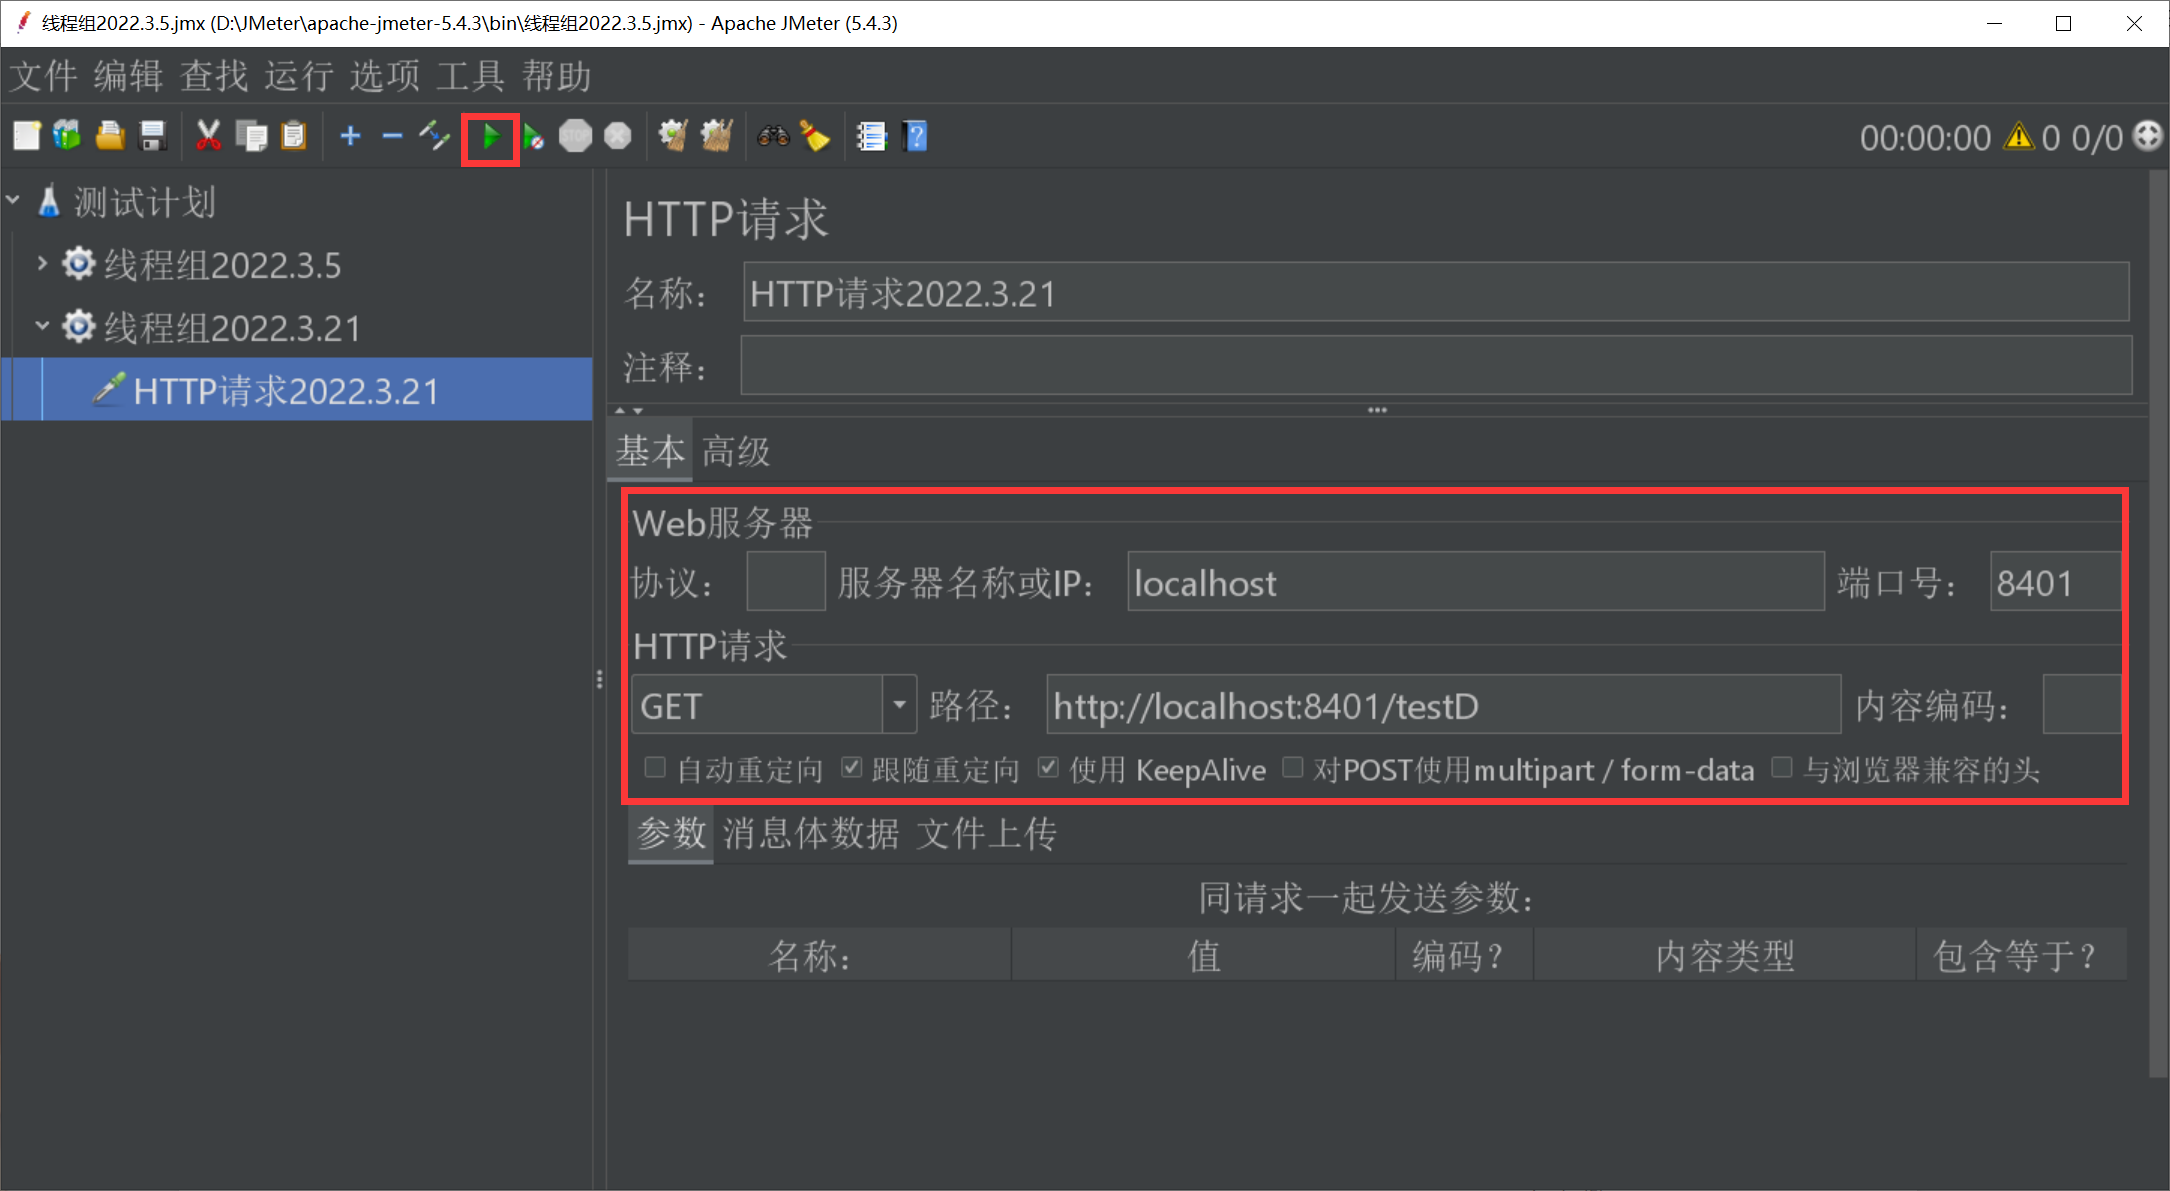 线程组2022.3.5.jmx (D:\JMeter\apache-jmeter-5.4.3\bin\线程组2022.3.5.jmx) - Apache JMeter (5.4.3)
文件 编辑 查找 运行 选项 工具 帮助
STOP ? 00:00:00 0 0/0
测试计划
线程组2022.3.5
线程组2022.3.21
HTTP请求2022.3.21
HTTP请求
名称： HTTP请求2022.3.21
注释：
基本 高级
Web服务器
协议： 服务器名称或IP： localhost 端口号： 8401
HTTP请求
GET 路径： http://localhost:8401/testD 内容编码：
自动重定向 跟随重定向 使用 KeepAlive 对POST使用multipart / form-data 与浏览器兼容的头
参数 消息体数据 文件上传
同请求一起发送参数：
名称： 值 编码？ 内容类型 包含等于？